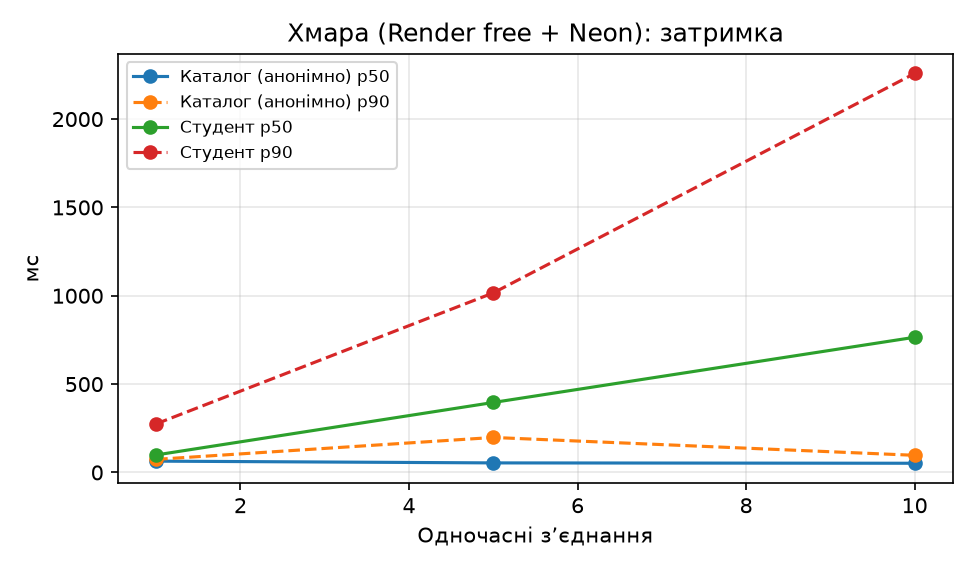 Хмара (Render free + Neon): затримка
Каталог (анонімно) p50
Каталог (анонімно) p90
Студент p50
Студент p90
2000
1500
1000
500
0
мс
2 4 6 8 10
Одночасні з’єднання